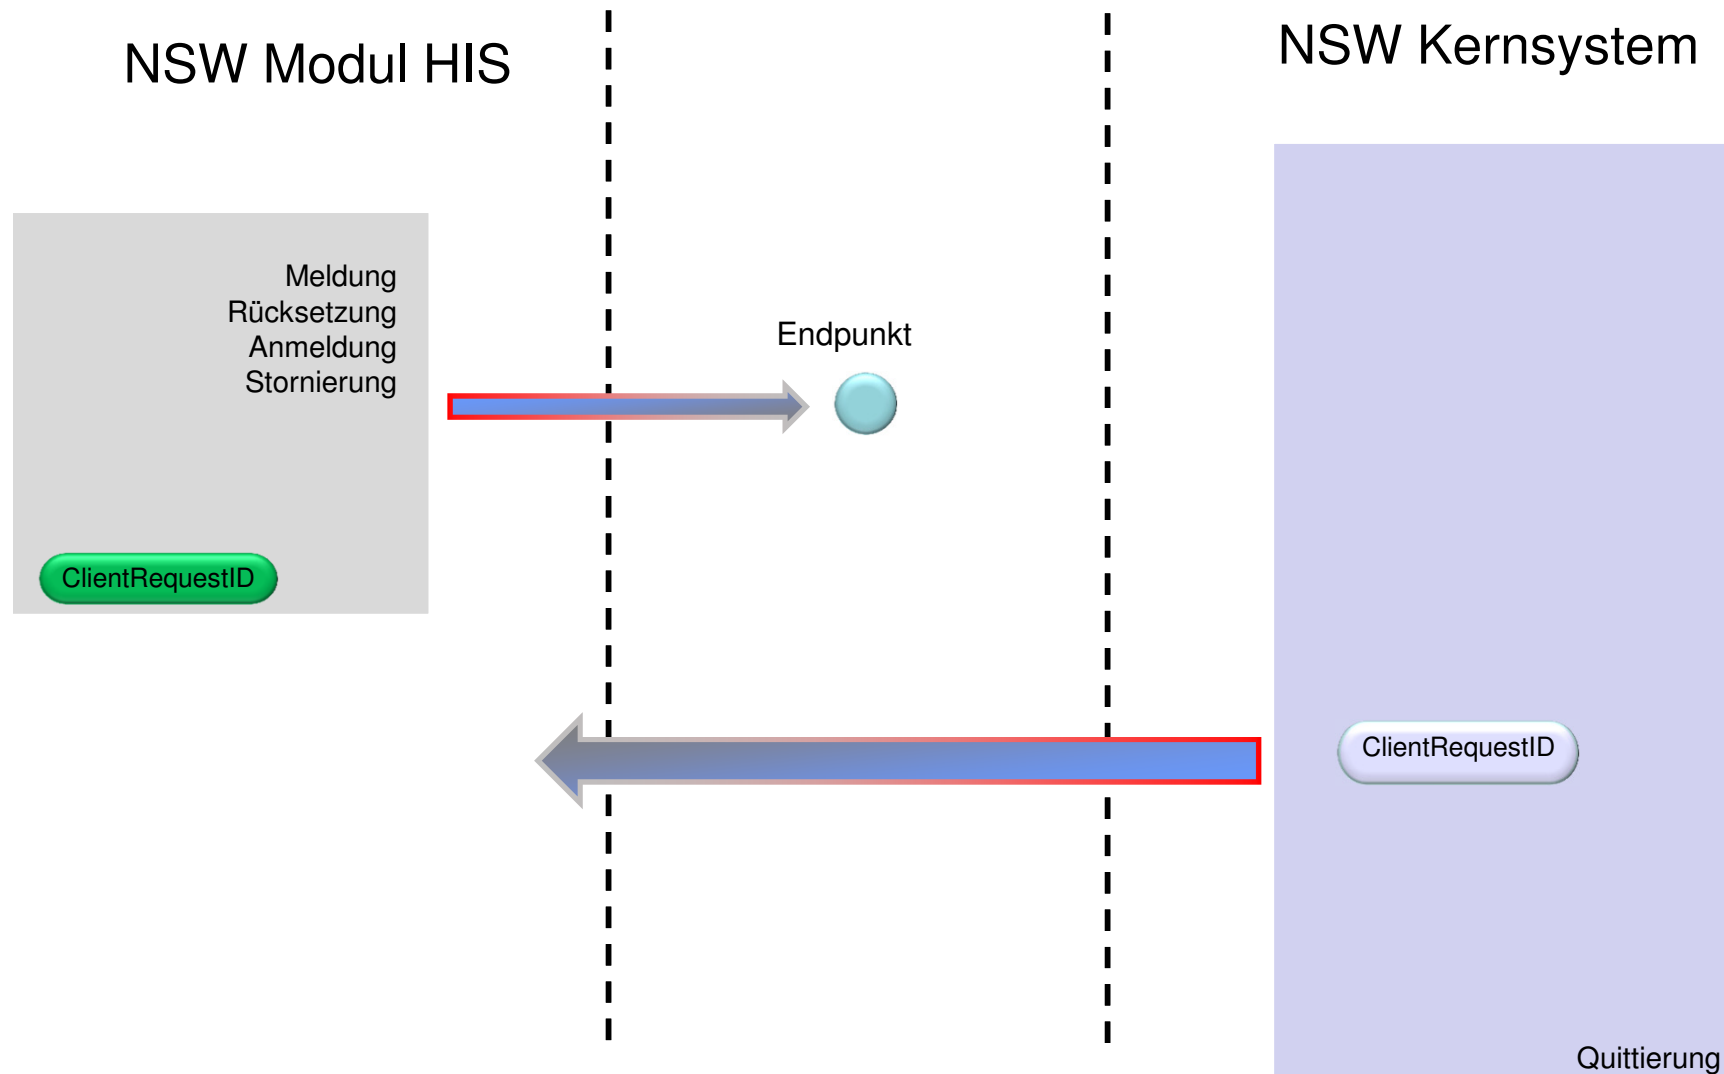 NSW Modul HIS
NSW Kernsystem
Meldung
Rücksetzung
Anmeldung
Stornierung
Endpunkt
ClientRequestID
ClientRequestID
Quittierung